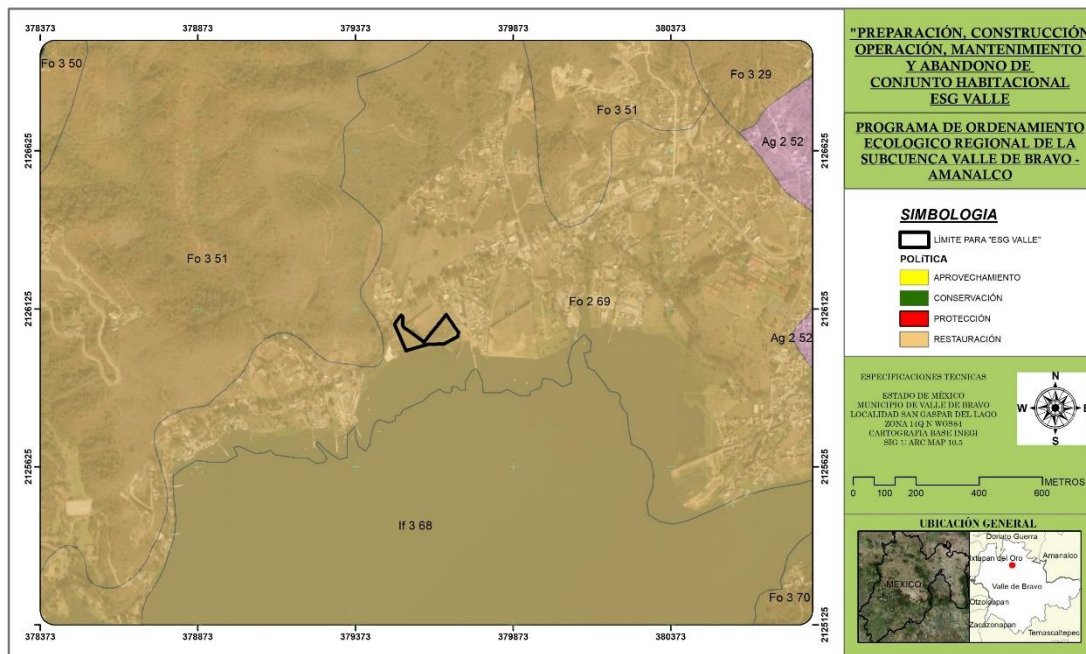 378373 378873 379373 379873 380373
Fo 3 50
Fo 3 29
Fo 3 51
Ag 2 52
2126625
2126625
Fo 3 51
Fo 2 69
2126125
2126125
Ag 2 52
2125625
2125625
If 3 68
Fo 3 70
2125125
2125125
378373 378873 379373 379873 380373
"PREPARACIÓN, CONSTRUCCIÓN
OPERACIÓN, MANTENIMIENTO
Y ABANDONO DE
CONJUNTO HABITACIONAL
ESG VALLE
PROGRAMA DE ORDENAMIENTO
ECOLOGICO REGIONAL DE LA
SUBCUENCA VALLE DE BRAVO -
AMANALCO
SIMBOLOGIA
LÍMITE PARA "ESG VALLE"
POLÍTICA
APROVECHAMIENTO
CONSERVACIÓN
PROTECCIÓN
RESTAURACIÓN
ESPECIFICACIONES TECNICAS
ESTADO DE MÉXICO
MUNICIPIO DE VALLE DE BRAVO
LOCALIDAD SAN GASPAR DEL LAGO
ZONA 14Q N WGS84
CARTOGRAFIA BASE INEGI
ARC MAP 10.5
N
W E
S
METROS
0 100 200 400 600
UBICACIÓN GENERAL
MEXICO
Donato Guerra
Ixtapan del Oro
Amanalco
Valle de Bravo
Otzoloapan
Zacazonapan
Temascaltepec